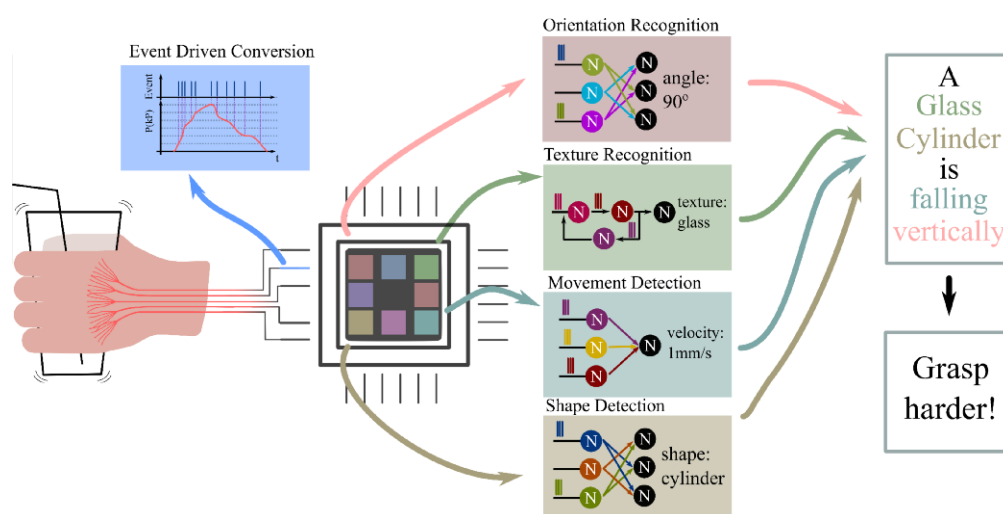 Event Driven Conversion
Event
P(kP)
t
Orientation Recognition
N
N
N
N
N
N
angle:
90°
Texture Recognition
N
N
N
N
texture:
glass
Movement Detection
N
N
N
N
velocity:
1mm/s
Shape Detection
N
N
N
N
N
N
shape:
cylinder
A
Glass
Cylinder
is
falling
vertically
Grasp
harder!